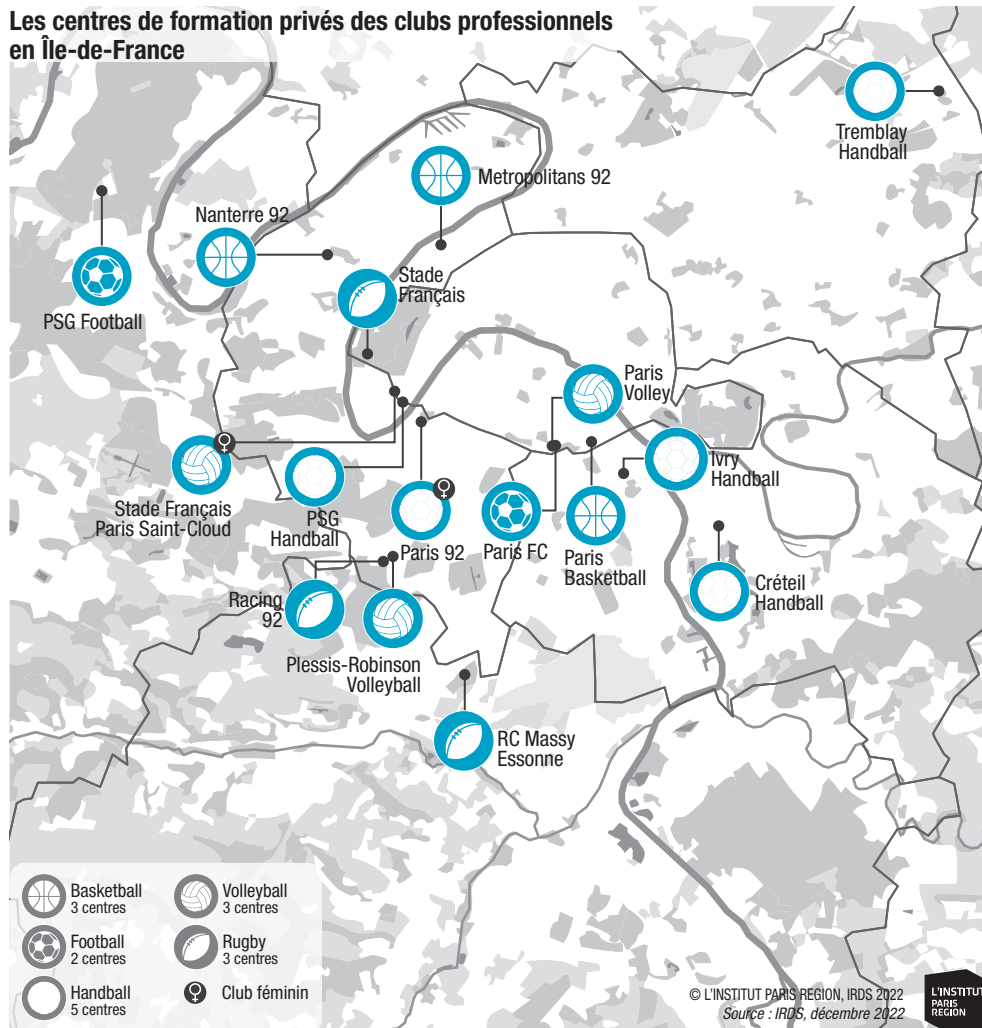 Les centres de formation privés des clubs professionnels
en Île-de-France
Tremblay
Handball
Metropolitans 92
Nanterre 92
Stade
Français
PSG Football
Paris
Volley
Ivry
Handball
Stade Français
Paris Saint-Cloud
PSG
Handball
Paris 92
Paris FC
Paris
Basketball
Créteil
Handball
Racing
92
Plessis-Robinson
Volleyball
RC Massy
Essonne
Basketball
3 centres
Volleyball
3 centres
Football
2 centres
Rugby
3 centres
Handball
5 centres
Club féminin
© L'INSTITUT PARIS REGION, IRDS 2022
Source : IRDS, décembre 2022
L'INSTITUT
PARIS
REGION